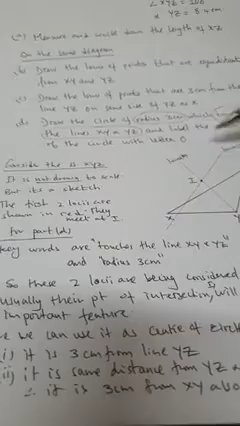 ∠XYZ = 100
* YZ = 8.4cm
(a) Measure and write down the length of XZ
On the same diagram
(b) Draw the locus of points that are equidistant
from XY and YZ
(c) Draw the locus of points that are 3cm from the
line YZ on same side of YZ as X
(d) Draw the circle of radius 3cm which
(the lines XY & YZ) and label the
of the circle with letter O
Consider the Δ XYZ
It is not drawn to scale
But its a sketch
The first 2 locii are
shown in red. They
meet at I.
locus(b)
I
X
For part (d)
key words are "touches the line XY & YZ"
and "radius 3cm"
So these 2 locii are being considered
usually their pt of intersection, I, will
important feature.
we can use it as centre of circle
(i) it is 3cm from line YZ
(ii) it is same distance from YZ
∴ it is 3cm from XY also